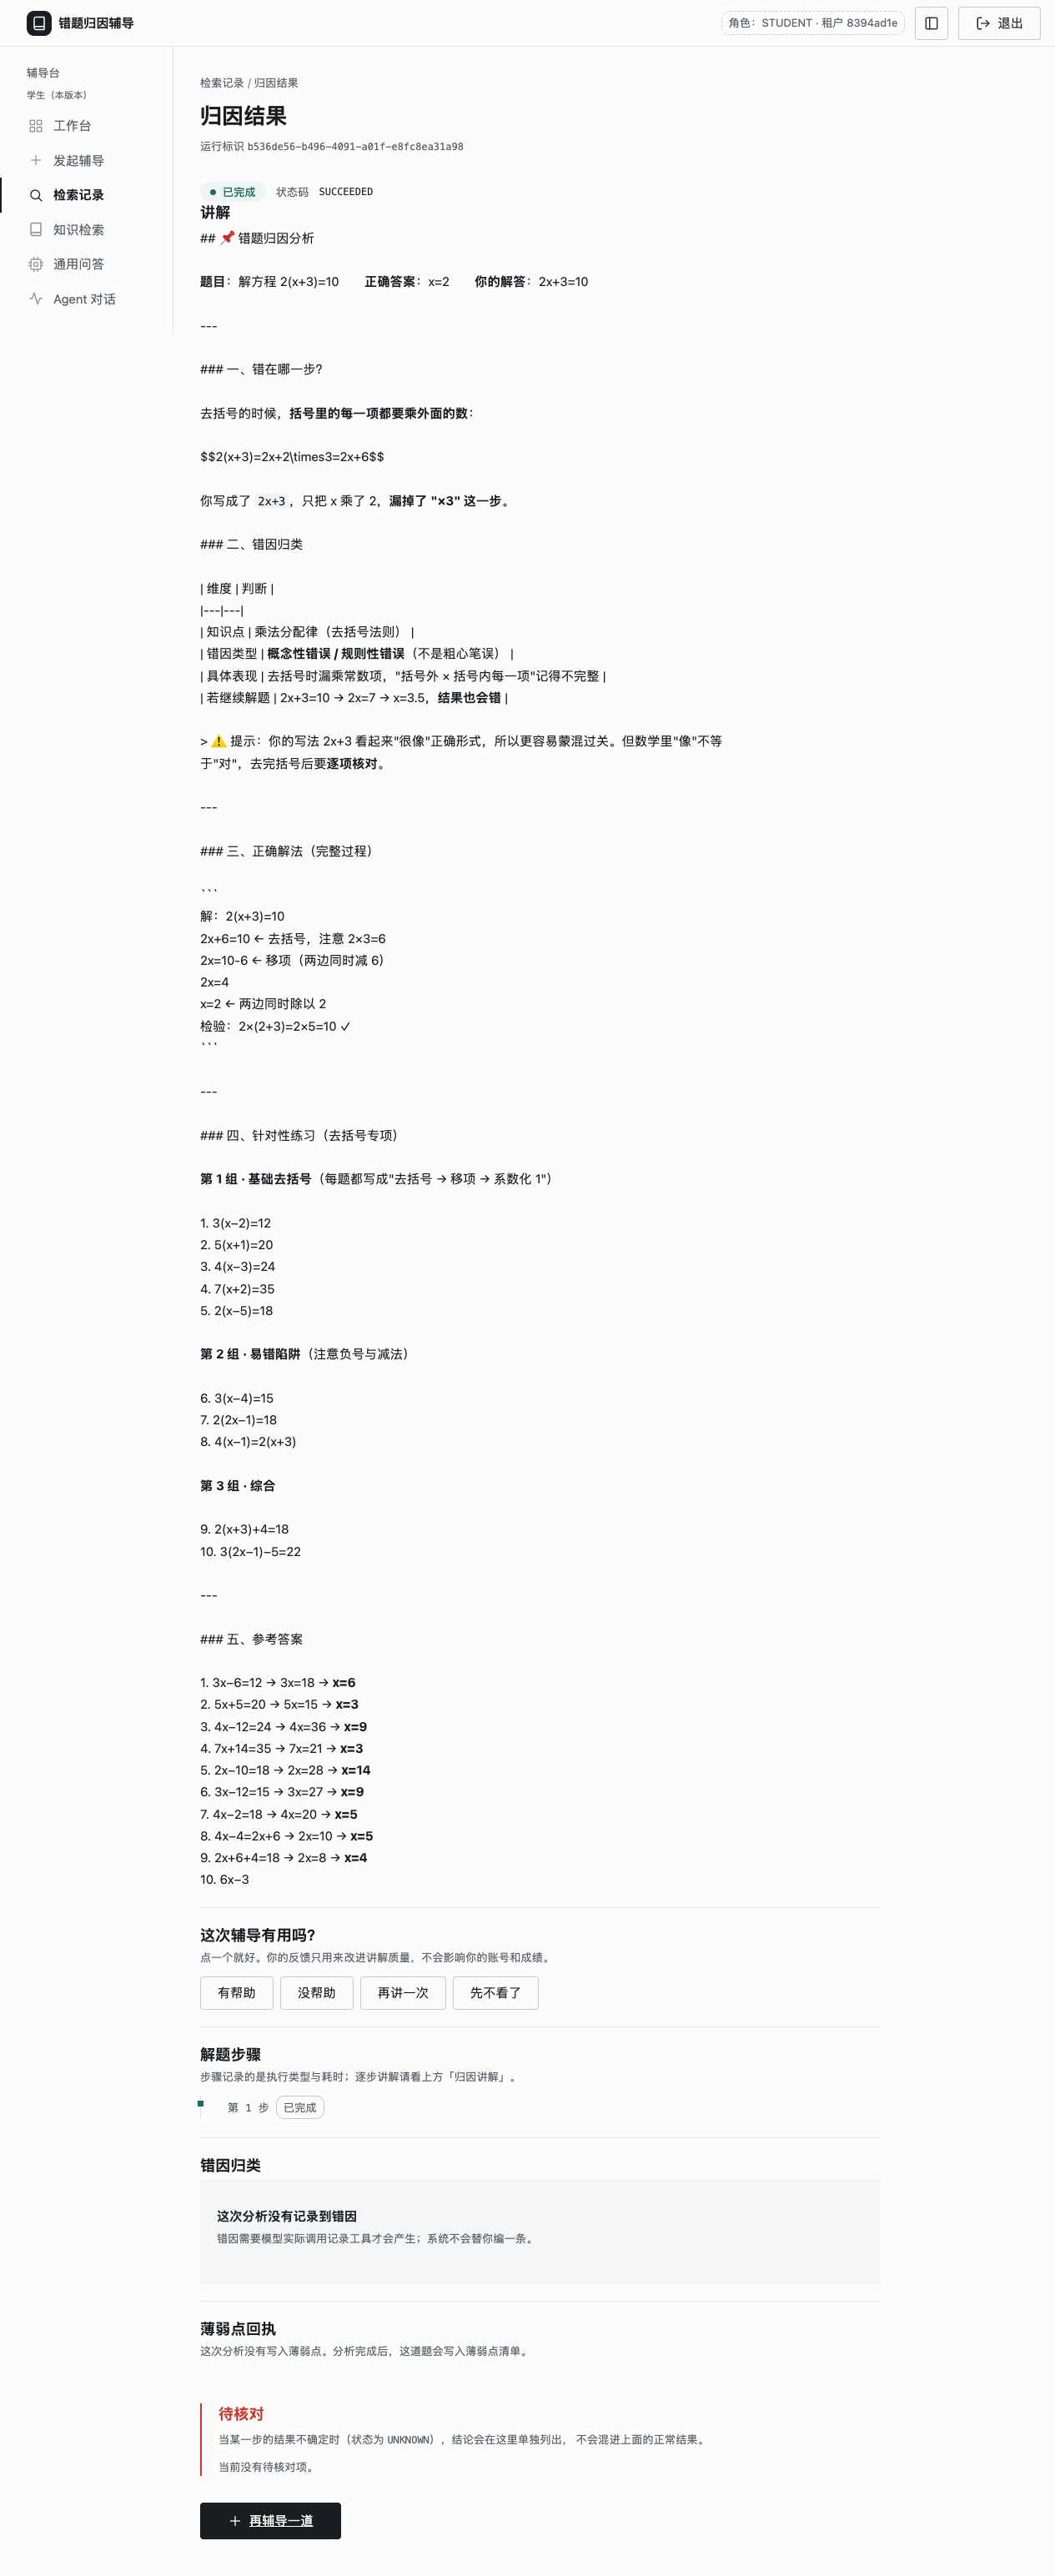 错题归因辅导
角色：STUDENT · 租户 8394ad1e
退出
辅导台
学生（本版本）
工作台
发起辅导
检索记录
知识检索
通用问答
Agent 对话
检索记录 / 归因结果
归因结果
运行标识 b536de56-b496-4091-a01f-e8fc8ea31a98
已完成 状态码 SUCCEEDED
讲解
## 📌 错题归因分析
题目：解方程 2(x+3)=10 正确答案：x=2 你的解答：2x+3=10
---
### 一、错在哪一步？
去括号的时候，括号里的每一项都要乘外面的数：
$$2(x+3)=2x+2\times3=2x+6$$
你写成了 2x+3，只把 x 乘了 2，漏掉了 "×3" 这一步。
### 二、错因归类
| 维度 | 判断 |
|---|---|
| 知识点 | 乘法分配律（去括号法则） |
| 错因类型 | 概念性错误 / 规则性错误（不是粗心笔误） |
| 具体表现 | 去括号时漏乘常数项，"括号外 × 括号内每一项"记得不完整 |
| 若继续解题 | 2x+3=10 → 2x=7 → x=3.5，结果也会错 |
> ⚠️ 提示：你的写法 2x+3 看起来"很像"正确形式，所以更容易蒙混过关。但数学里"像"不等
于"对"，去完括号后要逐项核对。
---
### 三、正确解法（完整过程）
```
解：2(x+3)=10
2x+6=10 ← 去括号，注意 2×3=6
2x=10-6 ← 移项（两边同时减 6）
2x=4
x=2 ← 两边同时除以 2
检验：2×(2+3)=2×5=10 ✓
```
---
### 四、针对性练习（去括号专项）
第 1 组 · 基础去括号（每题都写成"去括号 → 移项 → 系数化 1"）
1. 3(x−2)=12
2. 5(x+1)=20
3. 4(x−3)=24
4. 7(x+2)=35
5. 2(x−5)=18
第 2 组 · 易错陷阱（注意负号与减法）
6. 3(x−4)=15
7. 2(2x−1)=18
8. 4(x−1)=2(x+3)
第 3 组 · 综合
9. 2(x+3)+4=18
10. 3(2x−1)−5=22
---
### 五、参考答案
1. 3x−6=12 → 3x=18 → x=6
2. 5x+5=20 → 5x=15 → x=3
3. 4x−12=24 → 4x=36 → x=9
4. 7x+14=35 → 7x=21 → x=3
5. 2x−10=18 → 2x=28 → x=14
6. 3x−12=15 → 3x=27 → x=9
7. 4x−2=18 → 4x=20 → x=5
8. 4x−4=2x+6 → 2x=10 → x=5
9. 2x+6+4=18 → 2x=8 → x=4
10. 6x−3
这次辅导有用吗？
点一个就好。你的反馈只用来改进讲解质量，不会影响你的账号和成绩。
有帮助 没帮助 再讲一次 先不看了
解题步骤
步骤记录的是执行类型与耗时；逐步讲解请看上方「归因讲解」。
第 1 步 已完成
错因归类
这次分析没有记录到错因
错因需要模型实际调用记录工具才会产生；系统不会替你编一条。
薄弱点回执
这次分析没有写入薄弱点。分析完成后，这道题会写入薄弱点清单。
待核对
当某一步的结果不确定时（状态为 UNKNOWN），结论会在这里单独列出， 不会混进上面的正常结果。
当前没有待核对项。
再辅导一道